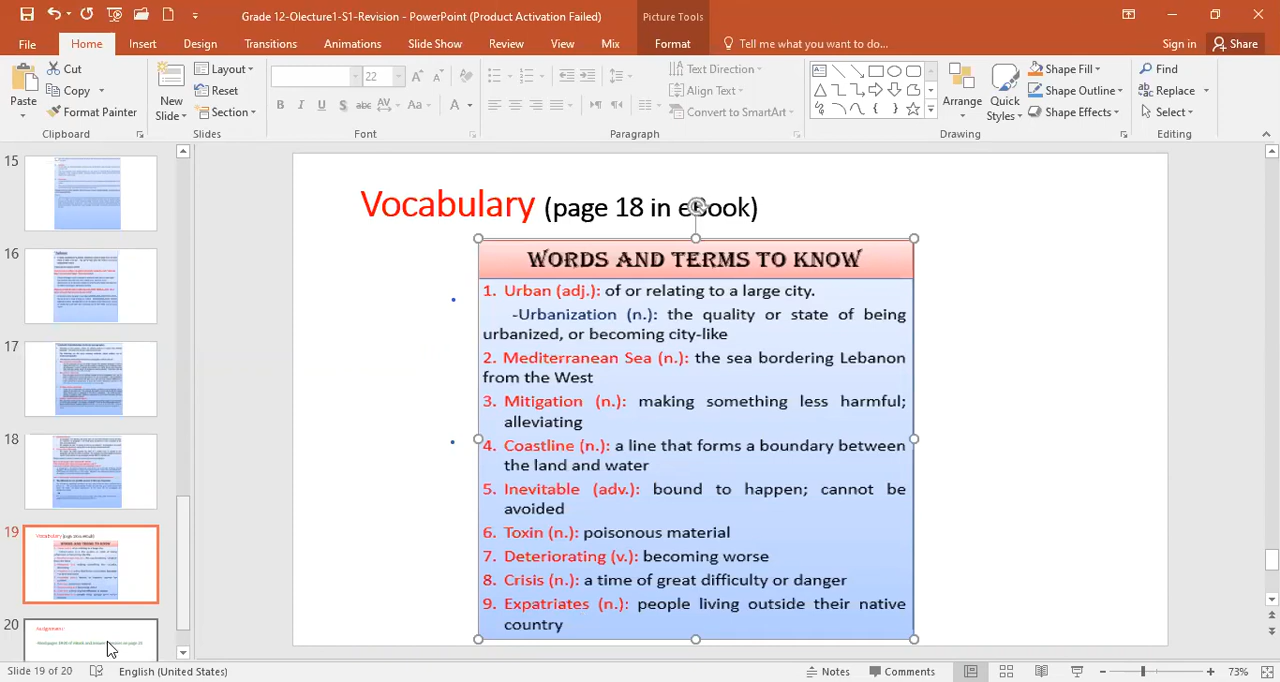 Grade 12-Olecture1-S1-Revision - PowerPoint (Product Activation Failed)
Picture Tools
File Home Insert Design Transitions Animations Slide Show Review View Mix Format Tell me what you want to do... Sign in Share
Paste
Cut
Copy
Format Painter
Clipboard
New Slide
Layout
Reset
Section
Slides
22
B I U S abc AV Aa A
Font
Text Direction
Align Text
Convert to SmartArt
Paragraph
Arrange
Quick Styles
Shape Fill
Shape Outline
Shape Effects
Drawing
Find
Replace
Select
Editing
15
16
17
18
19
20
Vocabulary (page 18 in eBook)
WORDS AND TERMS TO KNOW
1. Urban (adj.): of or relating to a large city.
-Urbanization (n.): the quality or state of being
urbanized, or becoming city-like
2. Mediterranean Sea (n.): the sea bordering Lebanon
from the West
3. Mitigation (n.): making something less harmful;
alleviating
4. Coastline (n.): a line that forms a boundary between
the land and water
5. Inevitable (adv.): bound to happen; cannot be
avoided
6. Toxin (n.): poisonous material
7. Deteriorating (v.): becoming worse
8. Crisis (n.): a time of great difficulty or danger
9. Expatriates (n.): people living outside their native
country
Slide 19 of 20 English (United States) Notes Comments 73%